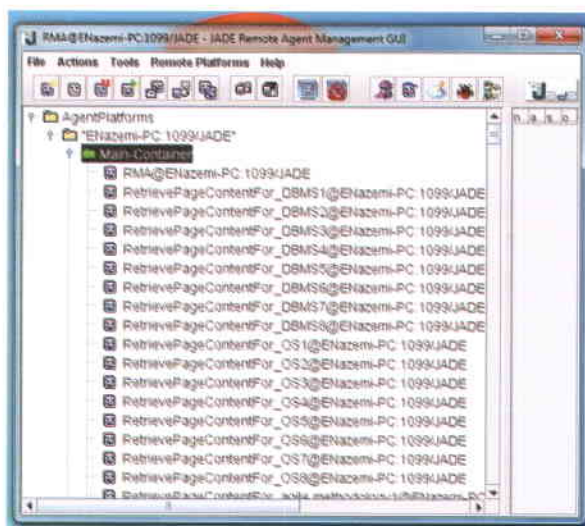 RMA@ENazemi-PC:1099/JADE - JADE Remote Agent Management GUI
File Actions Tools Remote Platforms Help
AgentPlatforms
n a s o
"ENazemi-PC:1099/JADE"
Main-Container
RMA@ENazemi-PC:1099/JADE
RetrievePageContentFor_DBMS1@ENazemi-PC:1099/JADE
RetrievePageContentFor_DBMS2@ENazemi-PC:1099/JADE
RetrievePageContentFor_DBMS3@ENazemi-PC:1099/JADE
RetrievePageContentFor_DBMS4@ENazemi-PC:1099/JADE
RetrievePageContentFor_DBMS5@ENazemi-PC:1099/JADE
RetrievePageContentFor_DBMS6@ENazemi-PC:1099/JADE
RetrievePageContentFor_DBMS7@ENazemi-PC:1099/JADE
RetrievePageContentFor_DBMS8@ENazemi-PC:1099/JADE
RetrievePageContentFor_OS1@ENazemi-PC:1099/JADE
RetrievePageContentFor_OS2@ENazemi-PC:1099/JADE
RetrievePageContentFor_OS3@ENazemi-PC:1099/JADE
RetrievePageContentFor_OS4@ENazemi-PC:1099/JADE
RetrievePageContentFor_OS5@ENazemi-PC:1099/JADE
RetrievePageContentFor_OS6@ENazemi-PC:1099/JADE
RetrievePageContentFor_OS7@ENazemi-PC:1099/JADE
RetrievePageContentFor_OS8@ENazemi-PC:1099/JADE